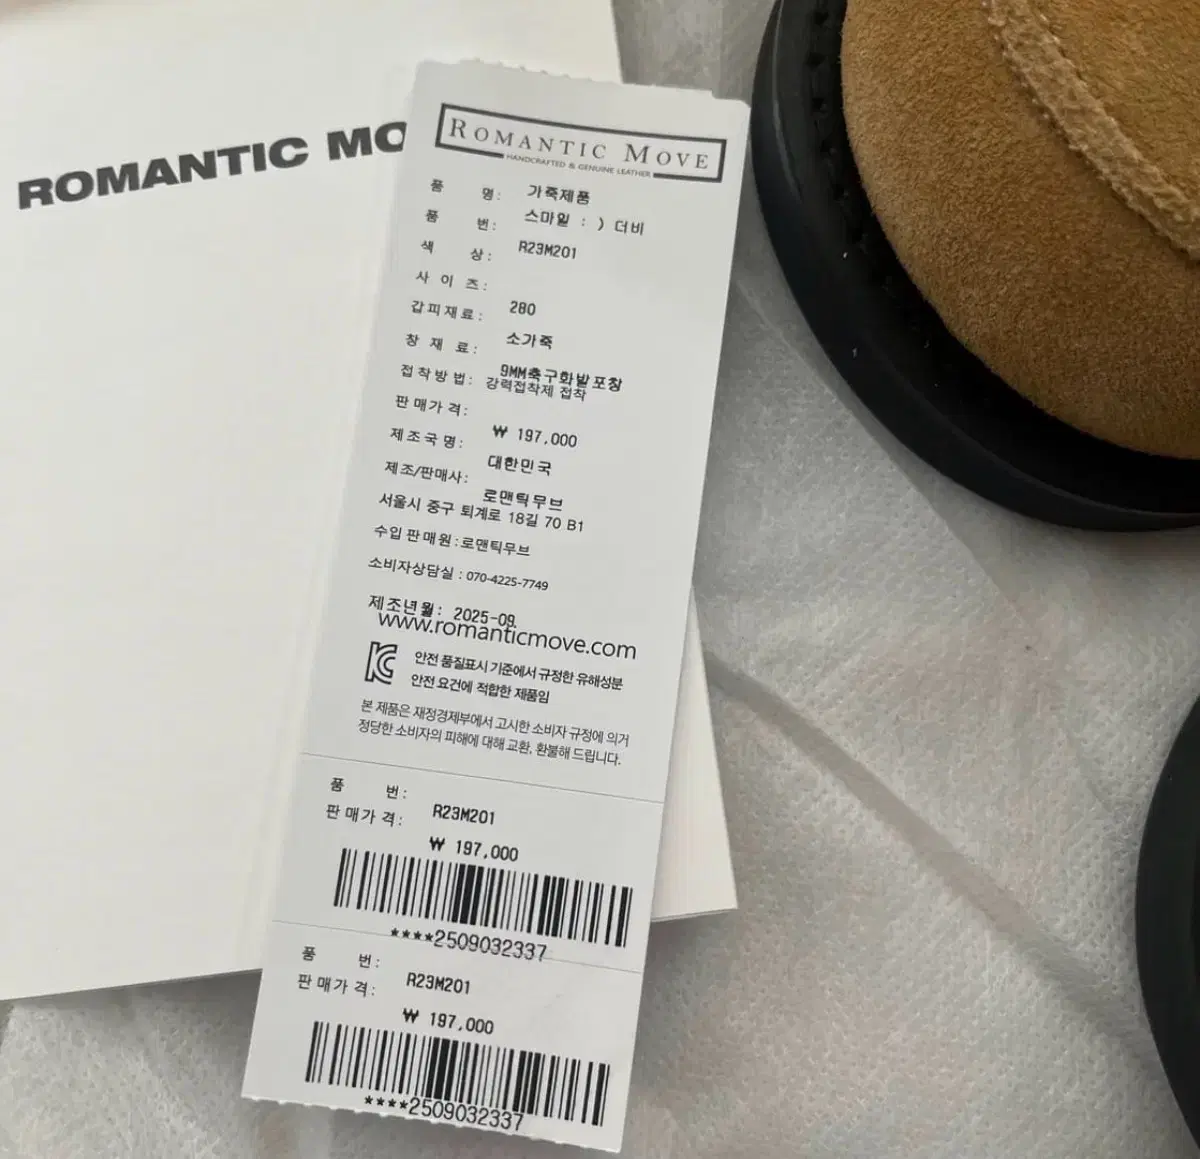 ROMANTIC MO
ROMANTIC MOVE
HANDCRAFTED & GENUINE LEATHER
품 명: 가죽제품
품 번: 스마일 : ) 더비
색 상: R23M201
사 이 즈:
갑피재료: 280
창 재 료: 소가죽
접착방법: 9MM축구화발포창
강력접착제 접착
판매가격:
제조국명: ₩ 197,000
제조/판매사: 대한민국
로맨틱무브
서울시 중구 퇴계로 18길 70 B1
수입판매원:로맨틱무브
소비자상담실 : 070-4225-7749
제조년월: 2025-09.
www.romanticmove.com
안전 품질표시 기준에서 규정한 유해성분
안전 요건에 적합한 제품임
본 제품은 재정경제부에서 고시한 소비자 규정에 의거
정당한 소비자의 피해에 대해 교환, 환불해 드립니다.
품 번: R23M201
판매가격: ₩ 197,000
****2509032337
품 번: R23M201
판매가격: ₩ 197,000
****2509032337